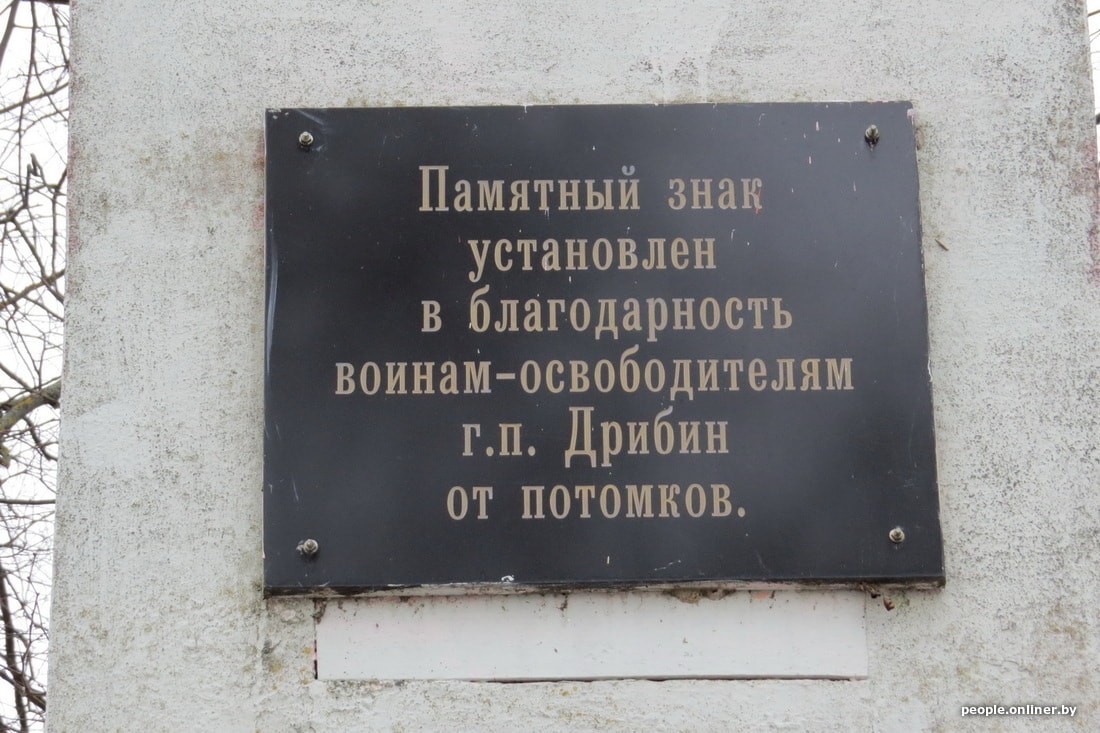 Памятный знак
установлен
в благодарность
воинам-освободителям
г.п. Дрибин
от потомков.
people.onliner.by